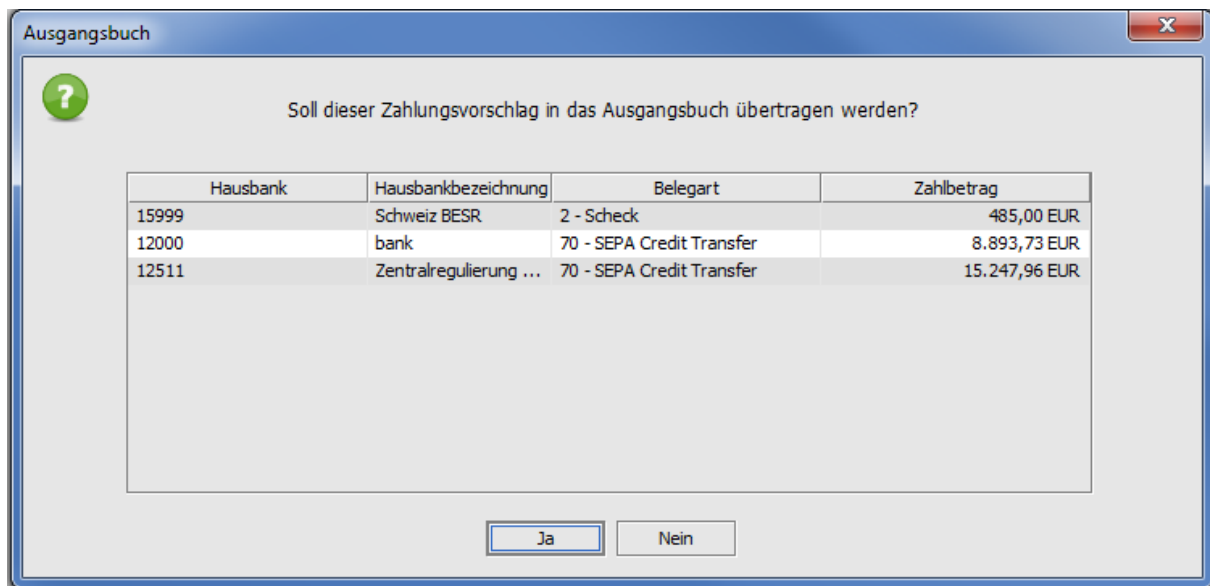 Ausgangsbuch
Soll dieser Zahlungsvorschlag in das Ausgangsbuch übertragen werden?
Hausbank Hausbankbezeichnung Belegart Zahlbetrag
15999 Schweiz BESR 2 - Scheck 485,00 EUR
12000 bank 70 - SEPA Credit Transfer 8.893,73 EUR
12511 Zentralregulierung ... 70 - SEPA Credit Transfer 15.247,96 EUR
Ja Nein